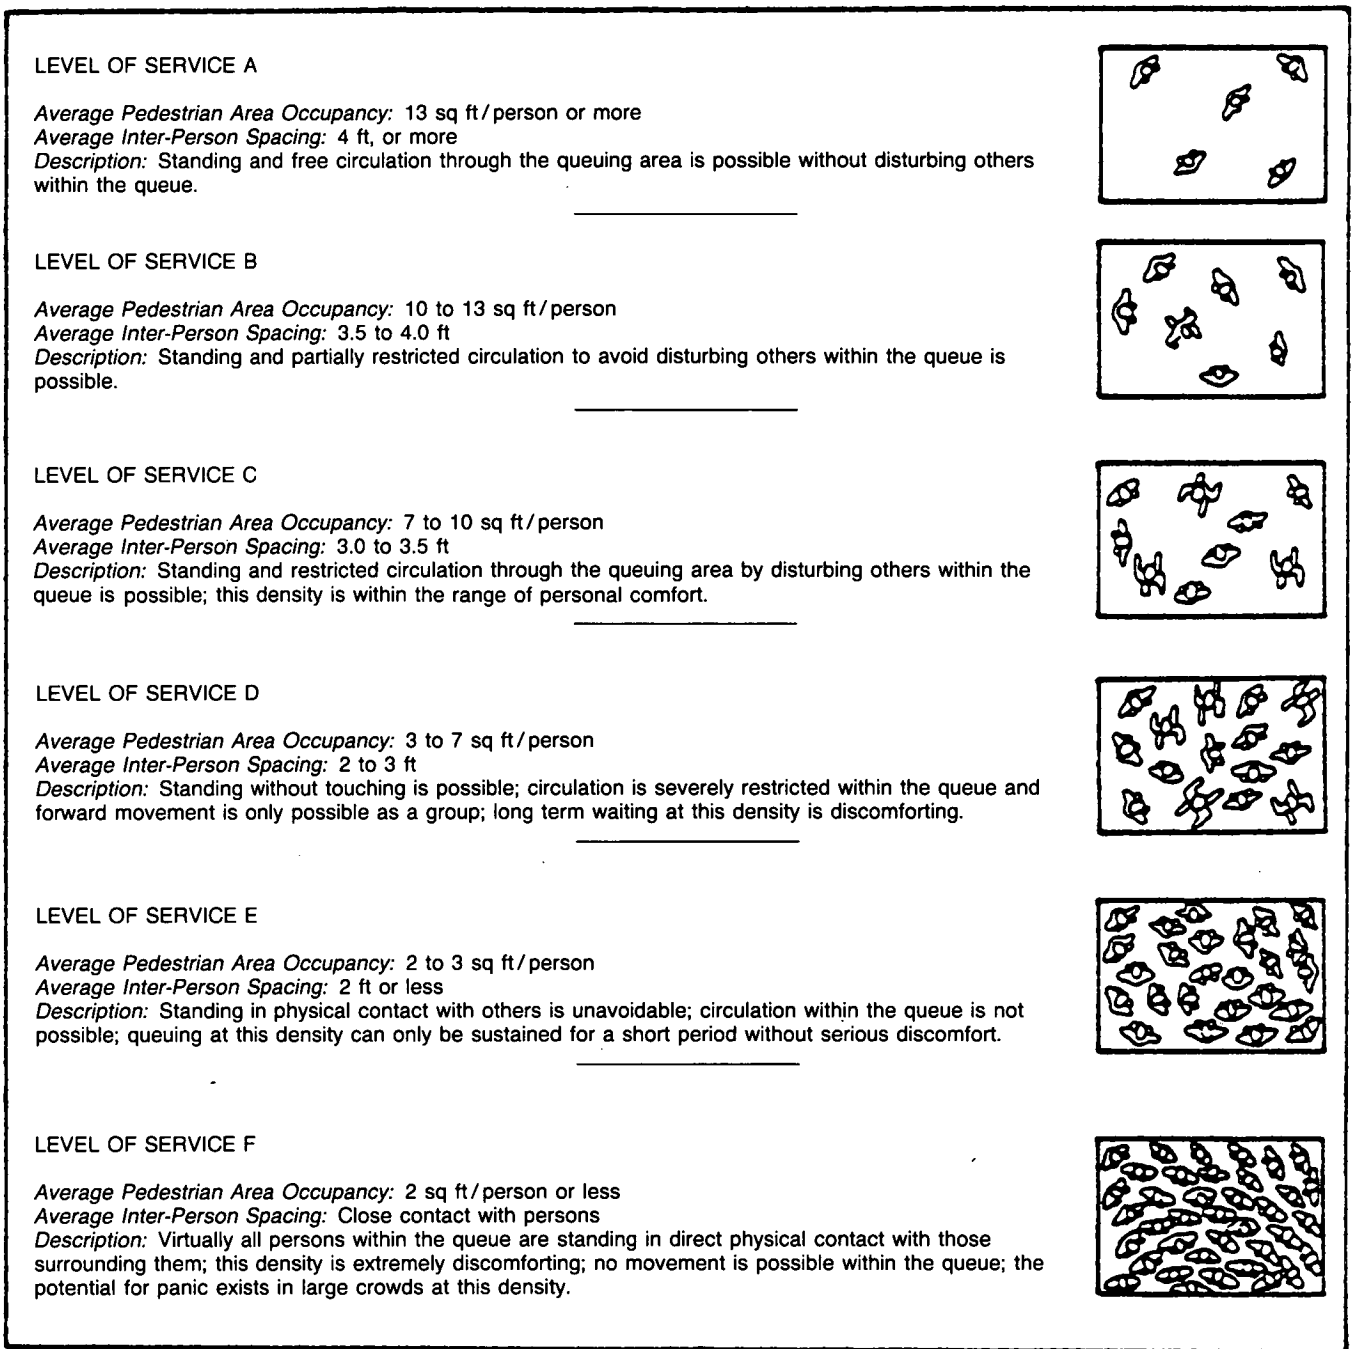 LEVEL OF SERVICE A
Average Pedestrian Area Occupancy: 13 sq ft/person or more
Average Inter-Person Spacing: 4 ft, or more
Description: Standing and free circulation through the queuing area is possible without disturbing others
within the queue.
LEVEL OF SERVICE B
Average Pedestrian Area Occupancy: 10 to 13 sq ft/person
Average Inter-Person Spacing: 3.5 to 4.0 ft
Description: Standing and partially restricted circulation to avoid disturbing others within the queue is
possible.
LEVEL OF SERVICE C
Average Pedestrian Area Occupancy: 7 to 10 sq ft/person
Average Inter-Person Spacing: 3.0 to 3.5 ft
Description: Standing and restricted circulation through the queuing area by disturbing others within the
queue is possible; this density is within the range of personal comfort.
LEVEL OF SERVICE D
Average Pedestrian Area Occupancy: 3 to 7 sq ft/person
Average Inter-Person Spacing: 2 to 3 ft
Description: Standing without touching is possible; circulation is severely restricted within the queue and
forward movement is only possible as a group; long term waiting at this density is discomforting.
LEVEL OF SERVICE E
Average Pedestrian Area Occupancy: 2 to 3 sq ft/person
Average Inter-Person Spacing: 2 ft or less
Description: Standing in physical contact with others is unavoidable; circulation within the queue is not
possible; queuing at this density can only be sustained for a short period without serious discomfort.
LEVEL OF SERVICE F
Average Pedestrian Area Occupancy: 2 sq ft/person or less
Average Inter-Person Spacing: Close contact with persons
Description: Virtually all persons within the queue are standing in direct physical contact with those
surrounding them; this density is extremely discomforting; no movement is possible within the queue; the
potential for panic exists in large crowds at this density.